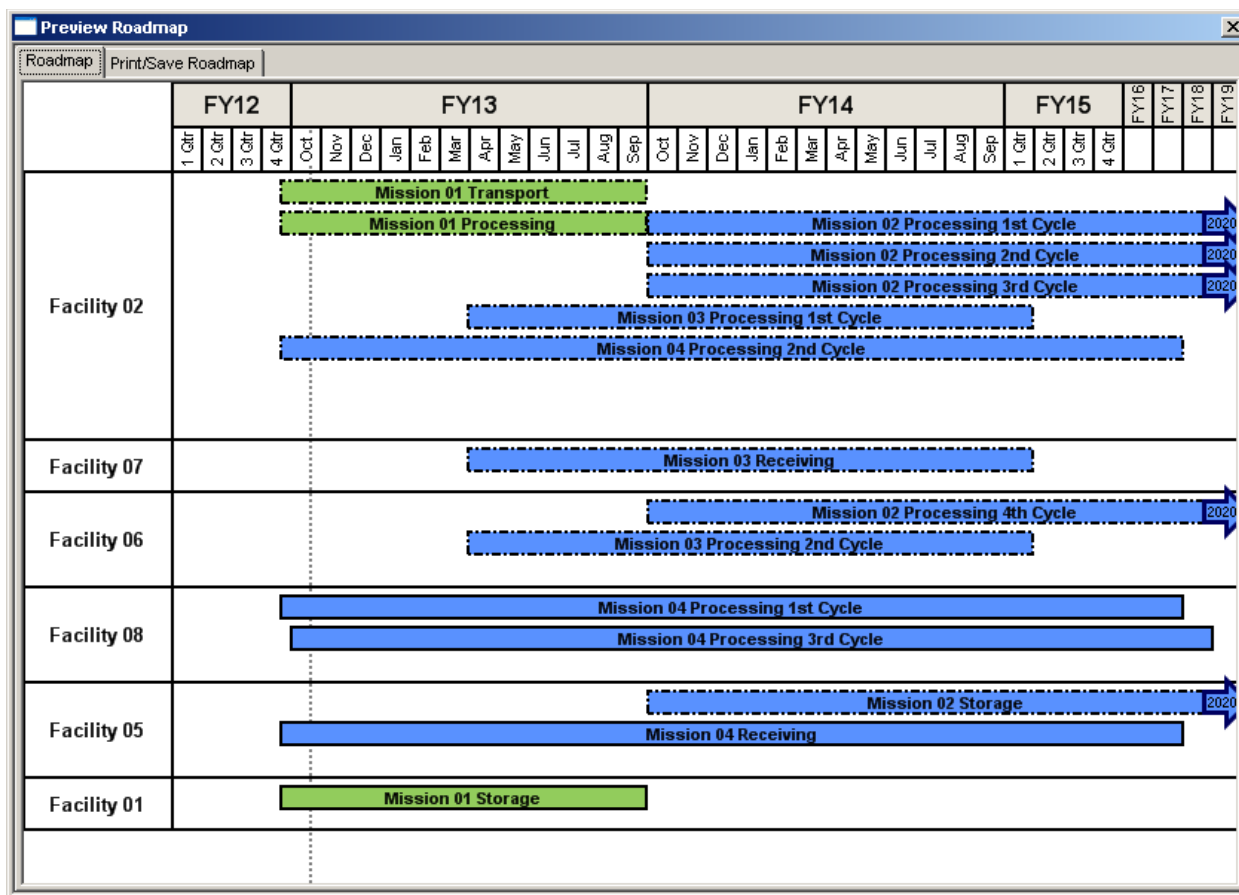 Preview Roadmap
Roadmap Print/Save Roadmap
FY12 FY13 FY14 FY15 FY16 FY17 FY18 FY19
1 Qtr 2 Qtr 3 Qtr 4 Qtr Oct Nov Dec Jan Feb Mar Apr May Jun Jul Aug Sep Oct Nov Dec Jan Feb Mar Apr May Jun Jul Aug Sep 1 Qtr 2 Qtr 3 Qtr 4 Qtr
Mission 01 Transport
Mission 01 Processing Mission 02 Processing 1st Cycle 2020
Mission 02 Processing 2nd Cycle 2020
Mission 02 Processing 3rd Cycle 2020
Facility 02
Mission 03 Processing 1st Cycle
Mission 04 Processing 2nd Cycle
Facility 07 Mission 03 Receiving
Mission 02 Processing 4th Cycle 2020
Facility 06
Mission 03 Processing 2nd Cycle
Mission 04 Processing 1st Cycle
Facility 08
Mission 04 Processing 3rd Cycle
Mission 02 Storage 2020
Facility 05
Mission 04 Receiving
Facility 01 Mission 01 Storage